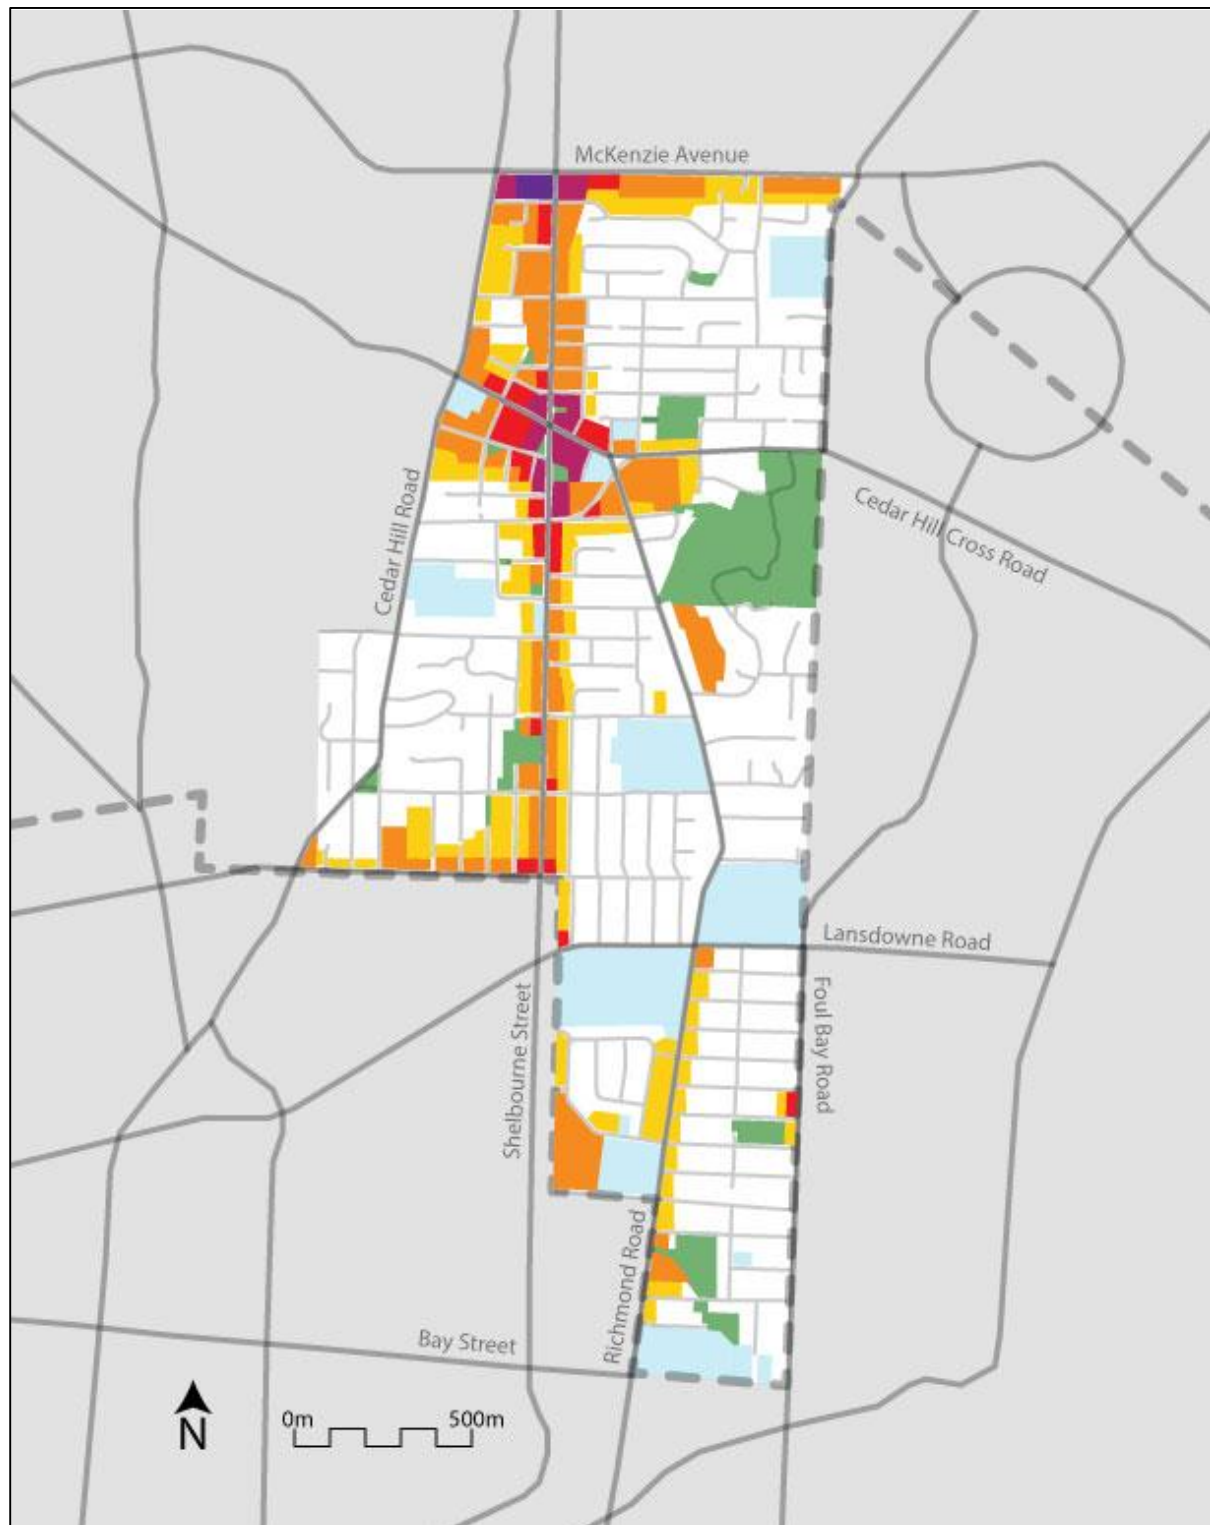 McKenzie Avenue
Cedar Hill Road
Cedar Hill Cross Road
Lansdowne Road
Shelbourne Street
Foul Bay Road
Richmond Road
Bay Street
N
0m 500m